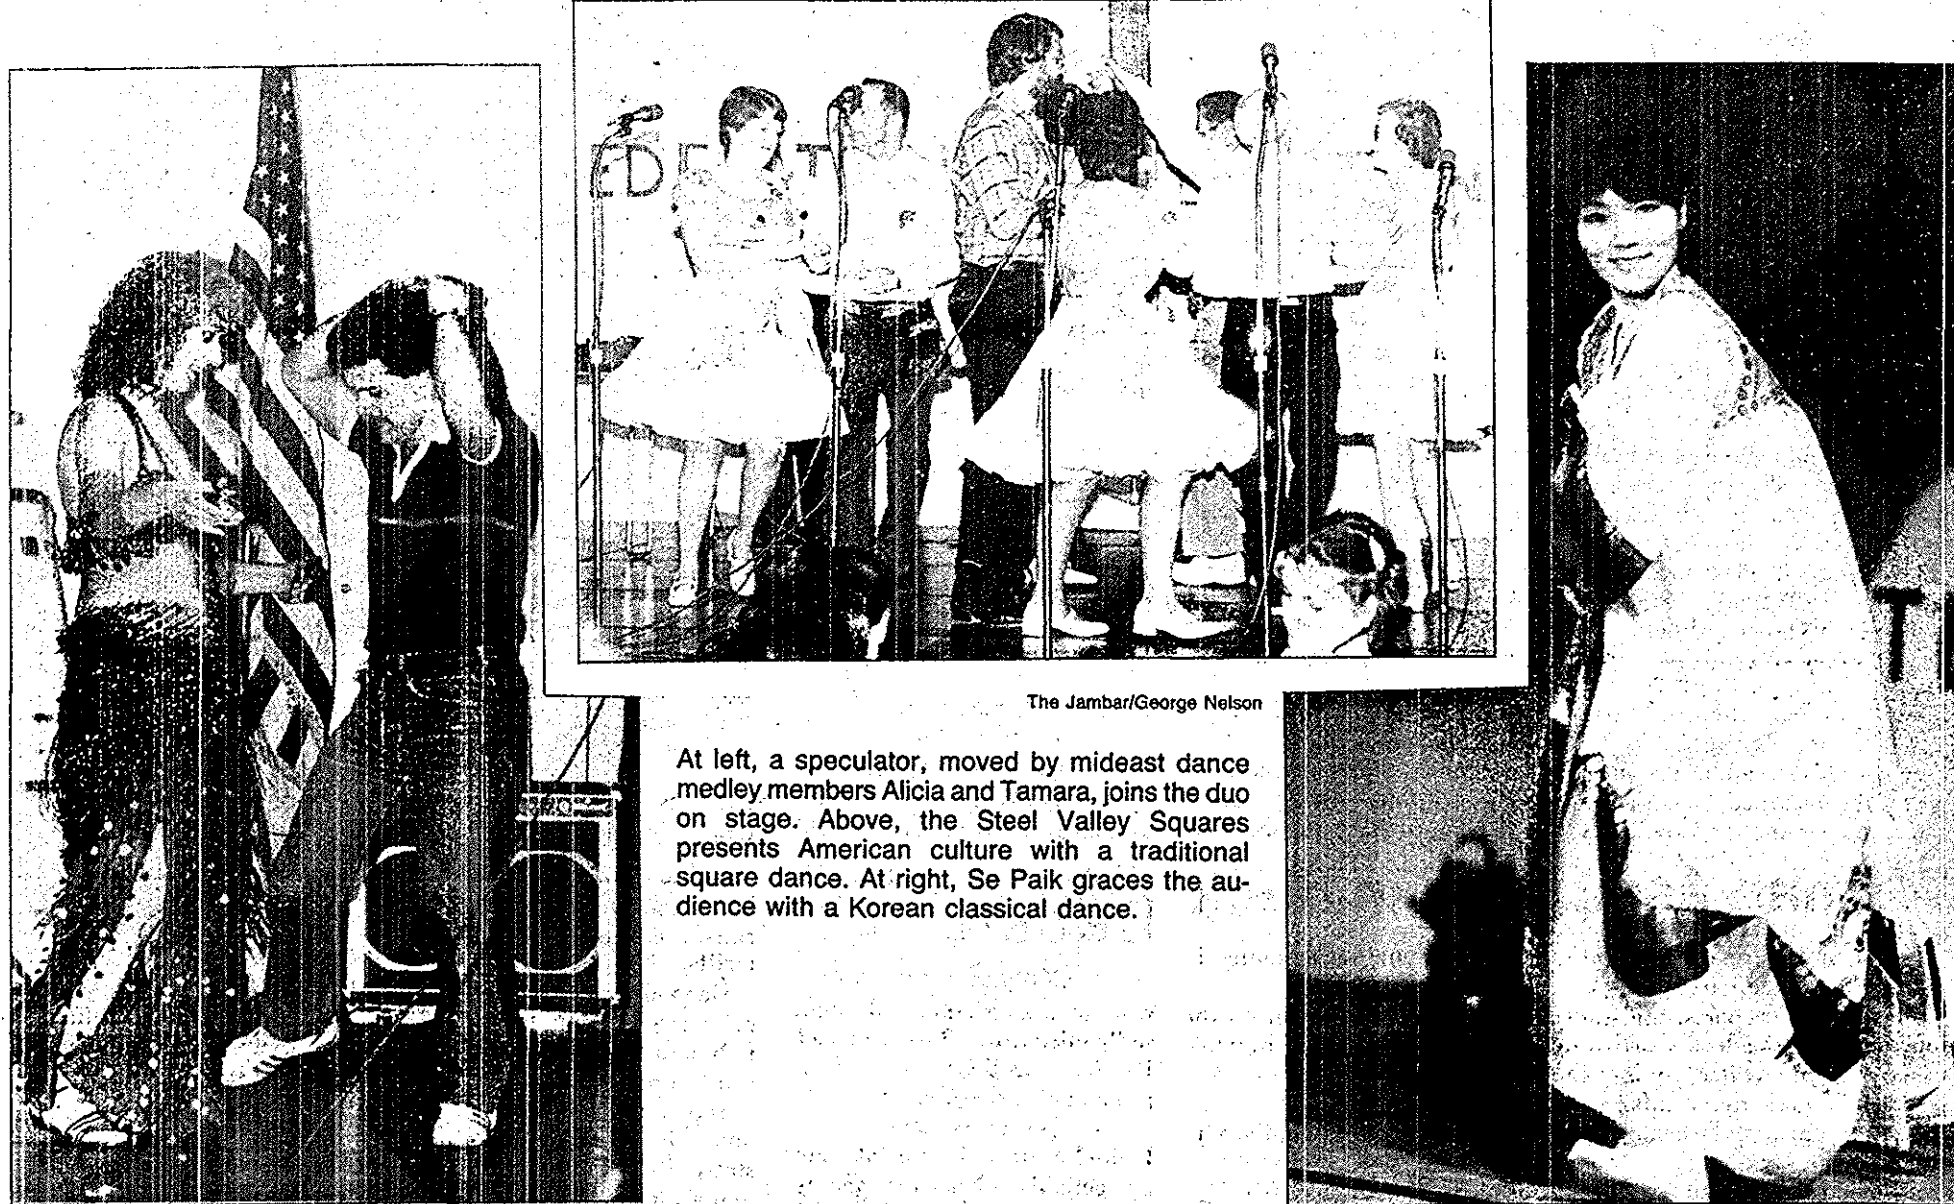 EDE T
The Jambar/George Nelson
At left, a speculator, moved by mideast dance
medley members Alicia and Tamara, joins the duo
on stage. Above, the Steel Valley Squares
presents American culture with a traditional
square dance. At right, Se Paik graces the au-
dience with a Korean classical dance.